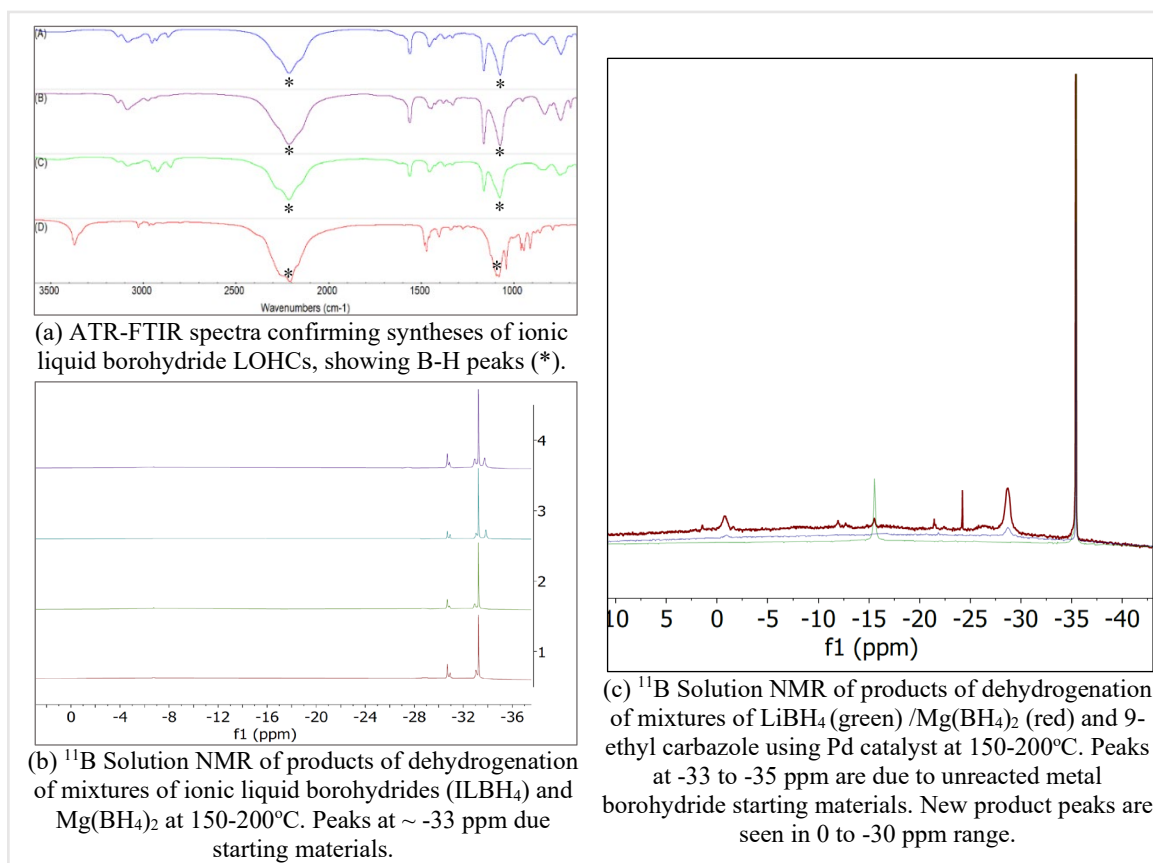 (A)
*
*
(B)
*
*
(C)
*
*
(D)
*
*
3500 3000 2500 2000 1500 1000
Wavenumbers (cm-1)
(a) ATR-FTIR spectra confirming syntheses of ionic
liquid borohydride LOHCs, showing B-H peaks (*).
4
3
2
1
0 -4 -8 -12 -16 -20 -24 -28 -32 -36
f1 (ppm)
(b) ¹¹B Solution NMR of products of dehydrogenation
of mixtures of ionic liquid borohydrides (ILBH₄) and
Mg(BH₄)₂ at 150-200ºC. Peaks at ~ -33 ppm due
starting materials.
10 5 0 -5 -10 -15 -20 -25 -30 -35 -40
f1 (ppm)
(c) ¹¹B Solution NMR of products of dehydrogenation
of mixtures of LiBH₄ (green) /Mg(BH₄)₂ (red) and 9-
ethyl carbazole using Pd catalyst at 150-200ºC. Peaks
at -33 to -35 ppm are due to unreacted metal
borohydride starting materials. New product peaks are
seen in 0 to -30 ppm range.